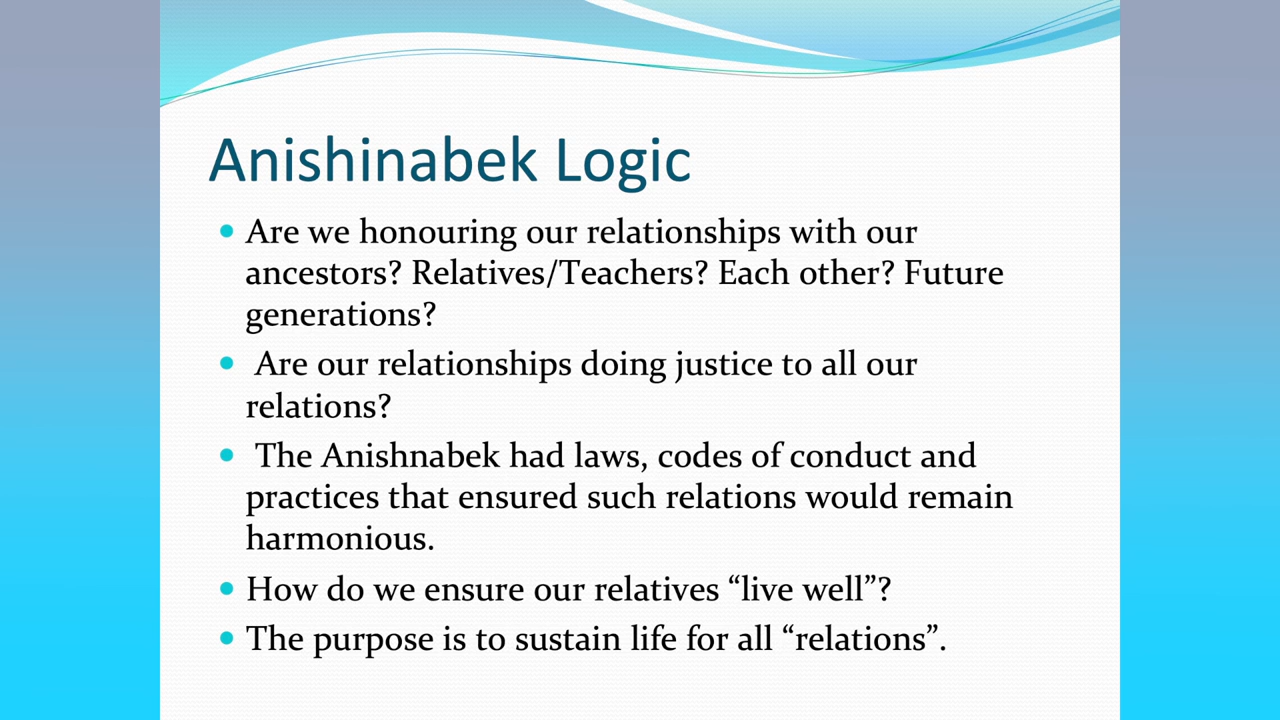 Anishinabek Logic
Are we honouring our relationships with our
ancestors? Relatives/Teachers? Each other? Future
generations?
Are our relationships doing justice to all our
relations?
The Anishnabek had laws, codes of conduct and
practices that ensured such relations would remain
harmonious.
How do we ensure our relatives “live well”?
The purpose is to sustain life for all “relations”.